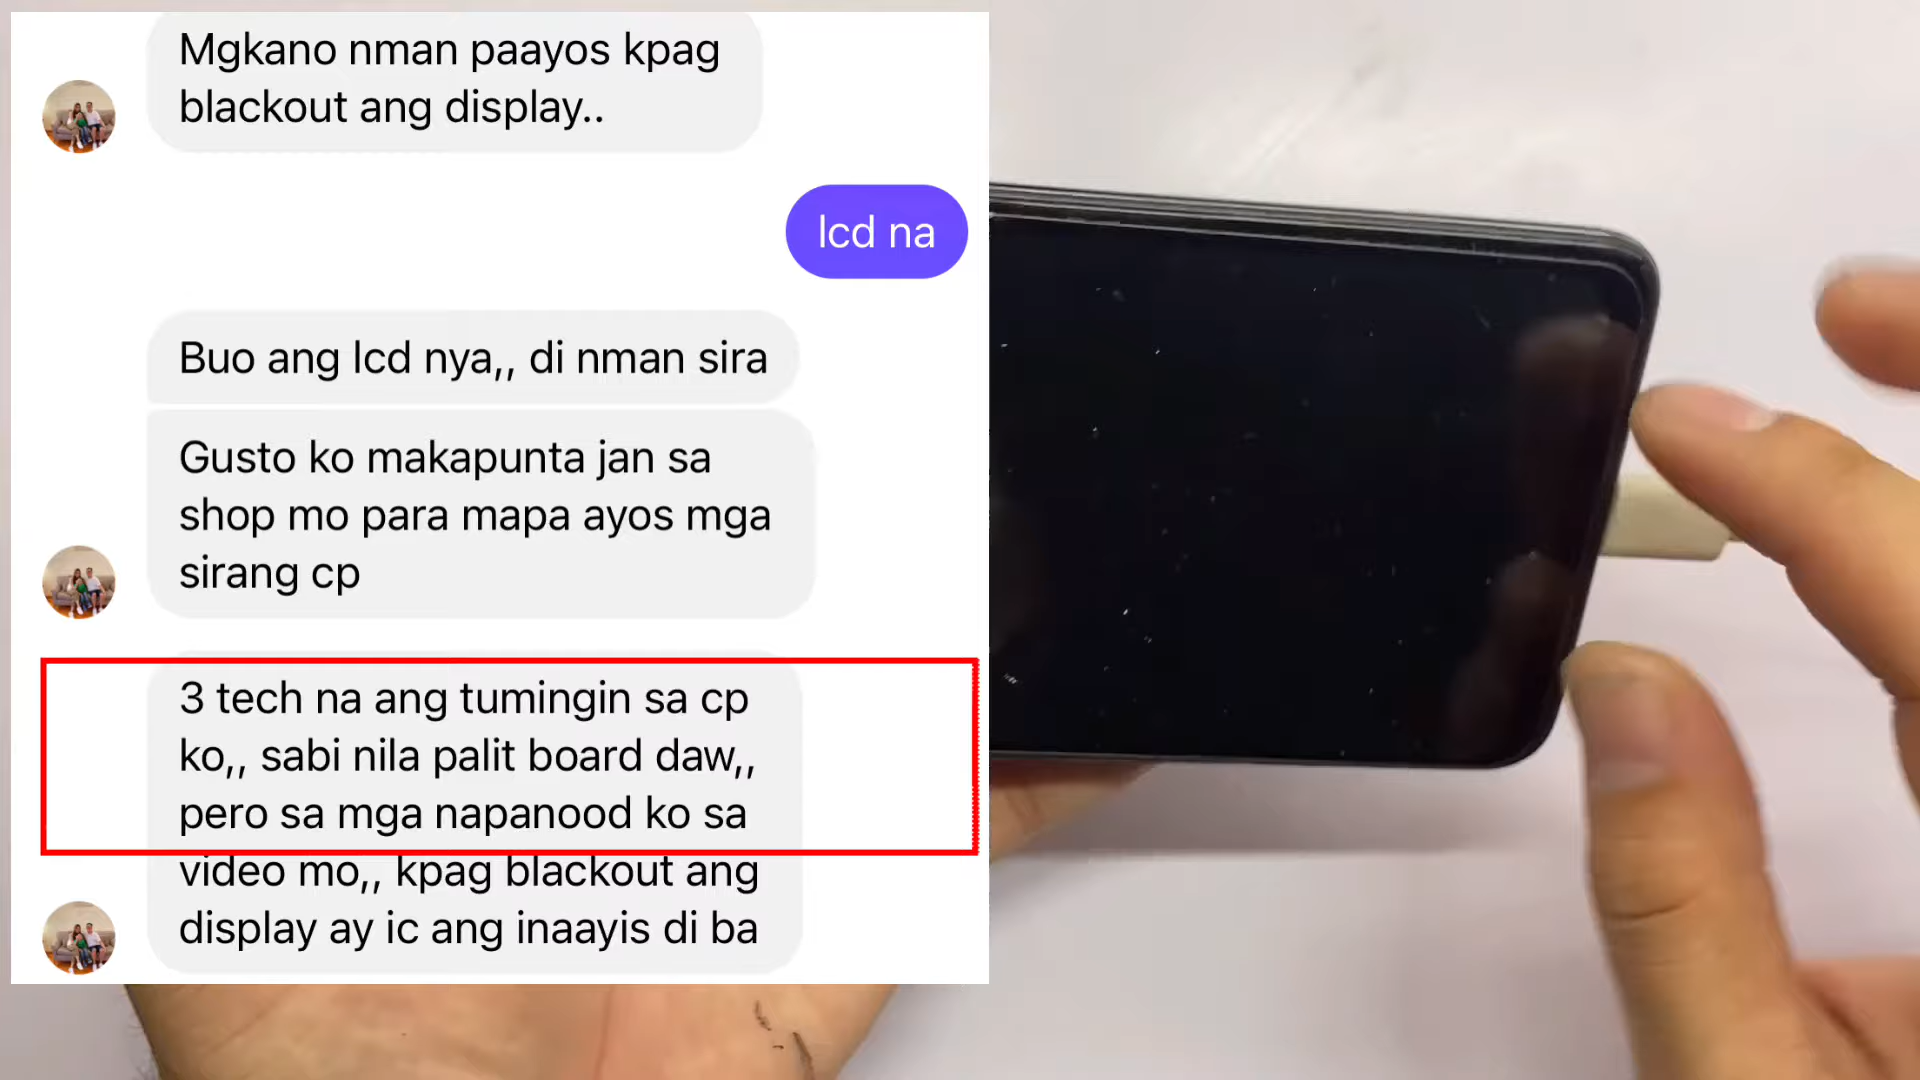 Mgkano nman paayos kpag
blackout ang display..
lcd na
Buo ang lcd nya,, di nman sira
Gusto ko makapunta jan sa
shop mo para mapa ayos mga
sirang cp
3 tech na ang tumingin sa cp
ko,, sabi nila palit board daw,,
pero sa mga napanood ko sa
video mo,, kpag blackout ang
display ay ic ang inaayis di ba